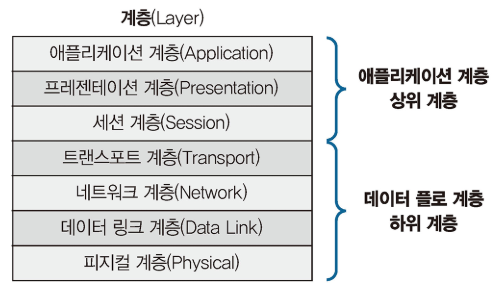 계층(Layer)
애플리케이션 계층(Application)
프레젠테이션 계층(Presentation)
세션 계층(Session)
트랜스포트 계층(Transport)
네트워크 계층(Network)
데이터 링크 계층(Data Link)
피지컬 계층(Physical)
애플리케이션 계층
상위 계층
데이터 플로 계층
하위 계층